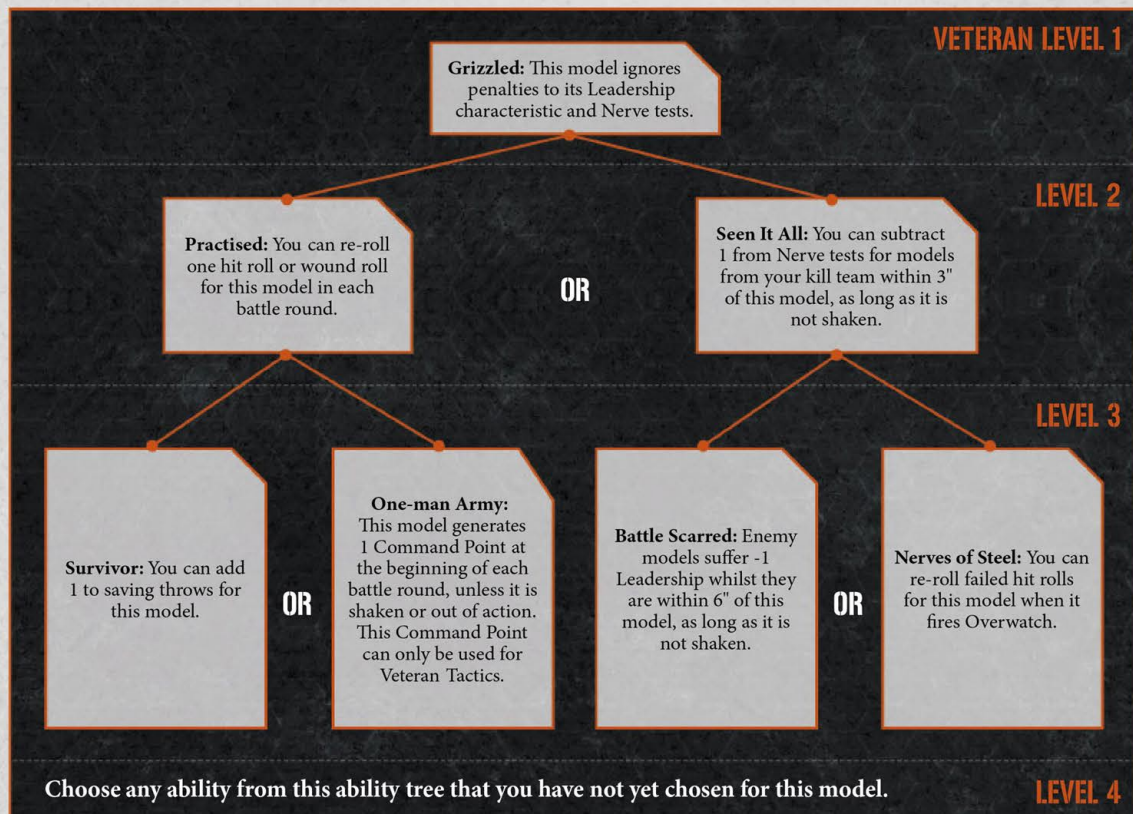 VETERAN LEVEL 1
Grizzled: This model ignores
penalties to its Leadership
characteristic and Nerve tests.
LEVEL 2
Practised: You can re-roll
one hit roll or wound roll
for this model in each
battle round.
OR
Seen It All: You can subtract
1 from Nerve tests for models
from your kill team within 3"
of this model, as long as it is
not shaken.
LEVEL 3
Survivor: You can add
1 to saving throws for
this model.
OR
One-man Army:
This model generates
1 Command Point at
the beginning of each
battle round, unless it is
shaken or out of action.
This Command Point
can only be used for
Veteran Tactics.
Battle Scarred: Enemy
models suffer -1
Leadership whilst they
are within 6" of this
model, as long as it is
not shaken.
OR
Nerves of Steel: You can
re-roll failed hit rolls
for this model when it
fires Overwatch.
Choose any ability from this ability tree that you have not yet chosen for this model.
LEVEL 4